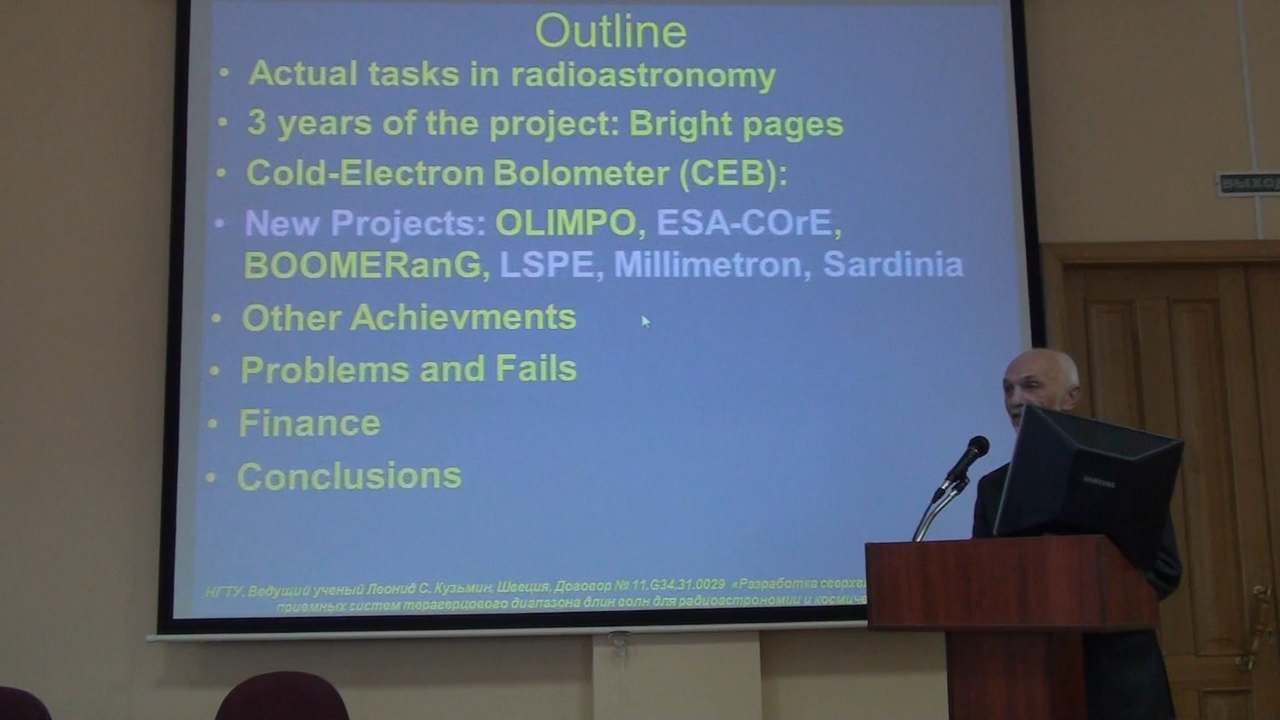 Outline
• Actual tasks in radioastronomy
• 3 years of the project: Bright pages
• Cold-Electron Bolometer (CEB):
• New Projects: OLIMPO, ESA-COrE,
BOOMERanG, LSPE, Millimetron, Sardinia
• Other Achievments
• Problems and Fails
• Finance
• Conclusions
НГТУ. Ведущий ученый Леонид С. Кузьмин, Швеция, Договор № 11.G34.31.0029 «Разработка
приемных систем терагерцового диапазона длин волн для радиоастрономии и
ВЫХОД
SAMSUNG